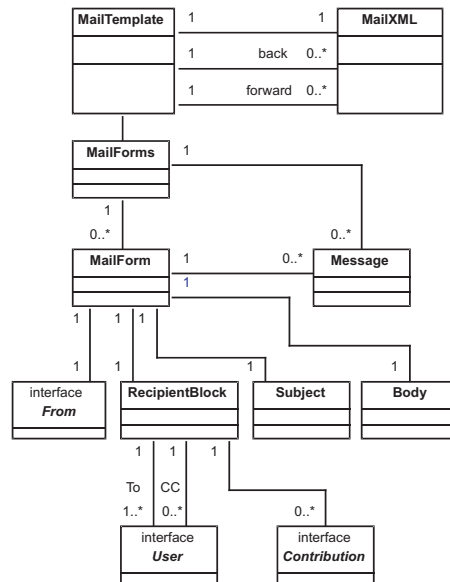 MailTemplate 1 1 MailXML
1 back 0..*
1 forward 0..*
MailForms 1
1
0..* 0..*
MailForm 1 0..* Message
1
1 1 1
1 1 1 1
interface RecipientBlock Subject Body
From
1 1 1
To CC
1..* 0..* 0..*
interface interface
User Contribution